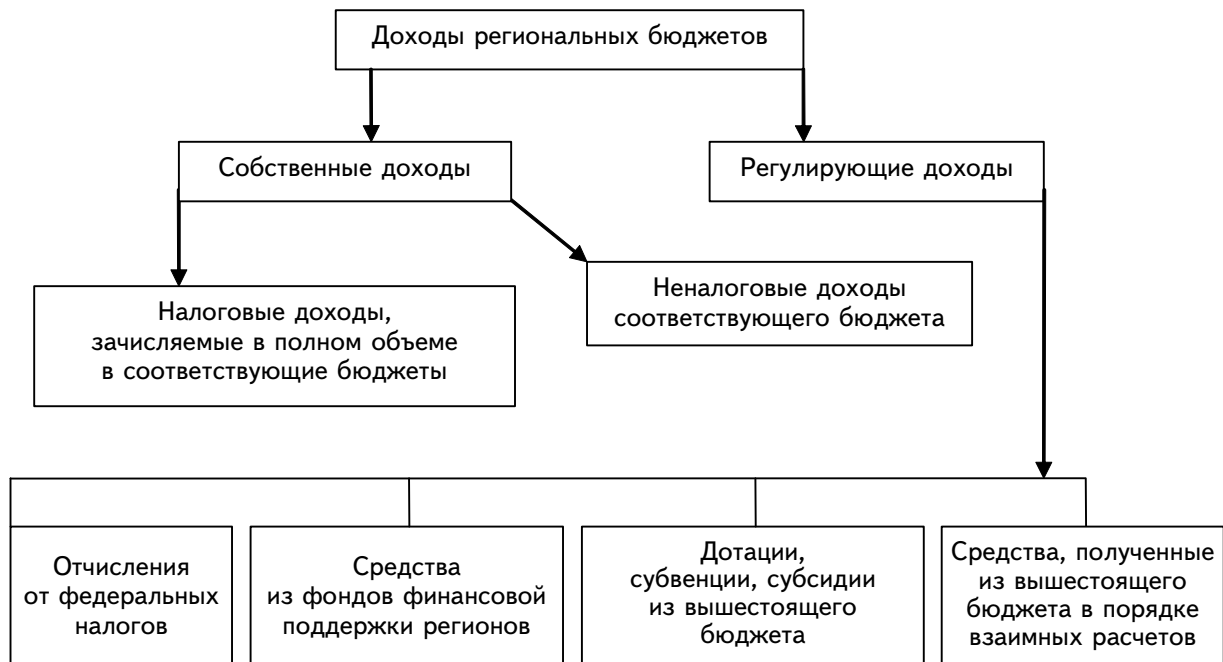 Доходы региональных бюджетов
Собственные доходы
Регулирующие доходы
Налоговые доходы,
зачисляемые в полном объеме
в соответствующие бюджеты
Неналоговые доходы
соответствующего бюджета
Отчисления
от федеральных
налогов
Средства
из фондов финансовой
поддержки регионов
Дотации,
субвенции, субсидии
из вышестоящего
бюджета
Средства, полученные
из вышестоящего
бюджета в порядке
взаимных расчетов